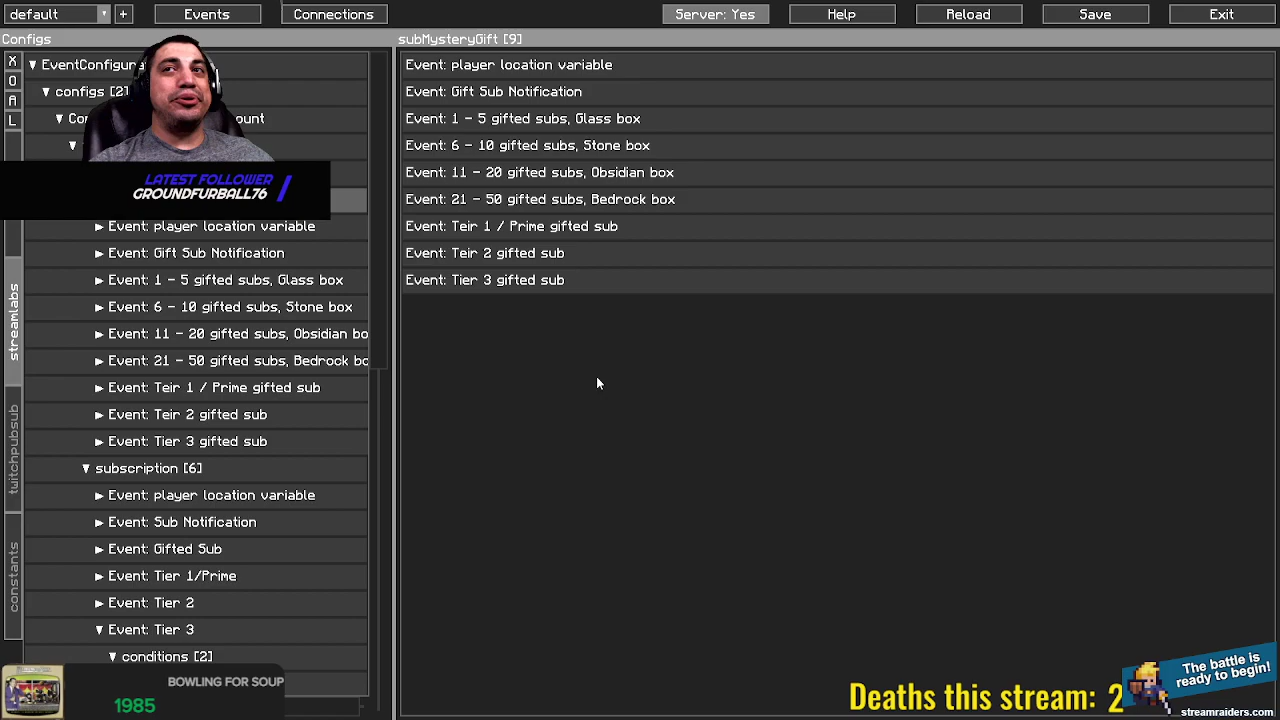 default
+
Events
Connections
Server: Yes
Help
Reload
Save
Exit
Configs
subMysteryGift [9]
X
O
A
L
streamlabs
twitchpubsub
constants
configs [2]
ount
LATEST FOLLOWER
GROUNDFURBALL76
Event: player location variable
Event: Gift Sub Notification
Event: 1 - 5 gifted subs, Glass box
Event: 6 - 10 gifted subs, Stone box
Event: 11 - 20 gifted subs, Obsidian bo
Event: 21 - 50 gifted subs, Bedrock bo
Event: Teir 1 / Prime gifted sub
Event: Teir 2 gifted sub
Event: Tier 3 gifted sub
subscription [6]
Event: player location variable
Event: Sub Notification
Event: Gifted Sub
Event: Tier 1/Prime
Event: Tier 2
Event: Tier 3
conditions [2]
BOWLING FOR SOUP
1985
Event: player location variable
Event: Gift Sub Notification
Event: 1 - 5 gifted subs, Glass box
Event: 6 - 10 gifted subs, Stone box
Event: 11 - 20 gifted subs, Obsidian box
Event: 21 - 50 gifted subs, Bedrock box
Event: Teir 1 / Prime gifted sub
Event: Teir 2 gifted sub
Event: Tier 3 gifted sub
Deaths this stream: 2
The battle is
ready to begin!
streamraiders.com